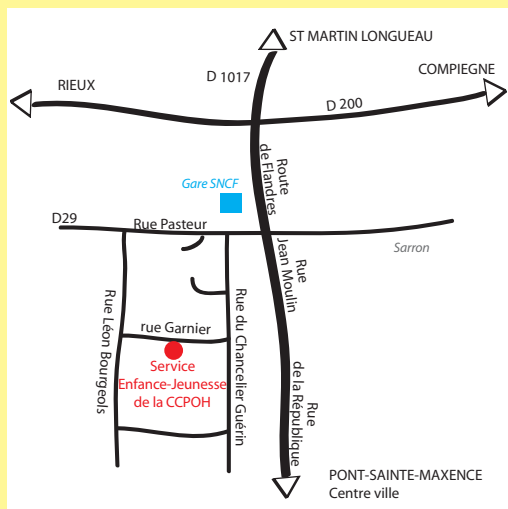 ST MARTIN LONGUEAU
D 1017
COMPIEGNE
RIEUX
D 200
Route
de Flandres
Gare SNCF
D29
Rue Pasteur
Sarron
Rue
Jean Moulin
Rue Léon Bourgeols
rue Garnier
Rue du Chancelier Guérin
Service
Enfance-Jeunesse
de la CCPOH
Rue
de la République
PONT-SAINTE-MAXENCE
Centre ville